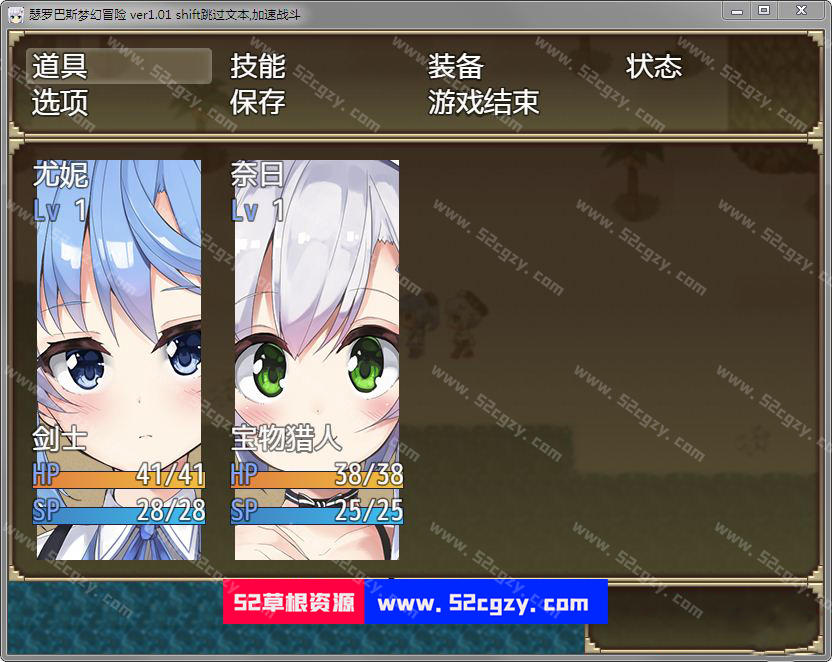 瑟罗巴斯梦幻冒险 ver1.01 shift跳过文本,加速战斗
道具 技能 装备 状态
选项 保存 游戏结束
尤妮 奈日
Lv 1 Lv 1
剑士 宝物猎人
HP 41/41 HP 38/38
SP 28/28 SP 25/25
52草根资源 www.52cgzy.com
www.52cgzy.com